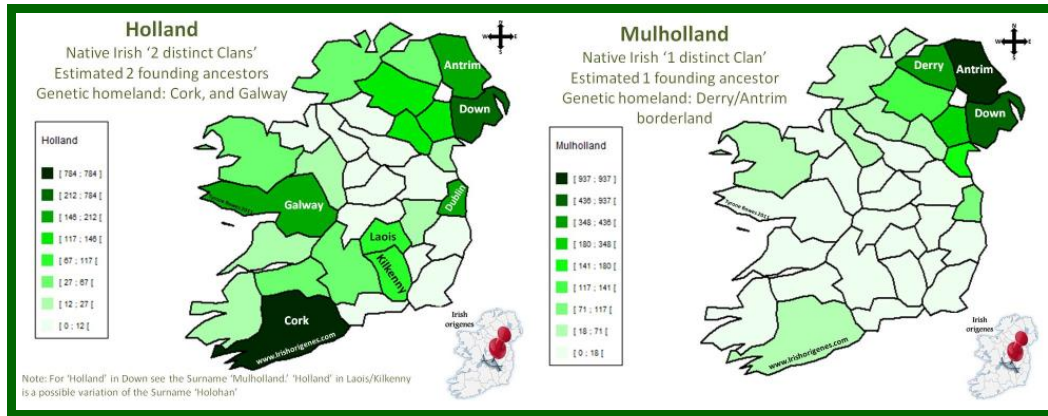 Holland
Native Irish ‘2 distinct Clans’
Estimated 2 founding ancestors
Genetic homeland: Cork, and Galway
N
W E
S
Antrim
Down
Holland
[ 784 ; 784 ]
[ 212 ; 784 [
[ 146 ; 212 [
[ 117 ; 146 [
[ 67 ; 117 [
[ 27 ; 67 [
[ 12 ; 27 [
[ 0 ; 12 [
Galway
Dublin
Laois
Kilkenny
Cork
www.Irishorigenes.com
Irish
origenes
Note: For ‘Holland’ in Down see the Surname ‘Mulholland.’ ‘Holland’ in Laois/Kilkenny
is a possible variation of the Surname ‘Holohan’
Mulholland
Native Irish ‘1 distinct Clan’
Estimated 1 founding ancestor
Genetic homeland: Derry/Antrim
borderland
N
W E
S
Derry
Antrim
Down
Mulholland
[ 937 ; 937 ]
[ 436 ; 937 [
[ 348 ; 436 [
[ 180 ; 348 [
[ 141 ; 180 [
[ 117 ; 141 [
[ 71 ; 117 [
[ 18 ; 71 [
[ 0 ; 18 [
www.Irishorigenes.com
Irish
origenes